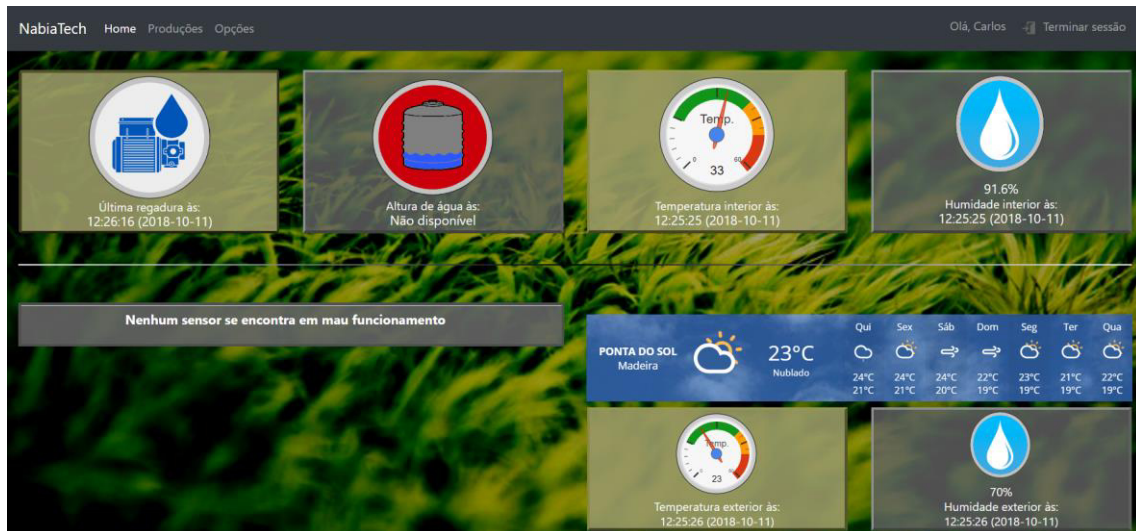 NabiaTech Home Produções Opções Olá, Carlos Terminar sessão
Última regadura às:
12:26:16 (2018-10-11)
Altura de água às:
Não disponível
Temp.
0 60
33
Temperatura interior às:
12:25:25 (2018-10-11)
91.6%
Humidade interior às:
12:25:25 (2018-10-11)
Nenhum sensor se encontra em mau funcionamento
PONTA DO SOL
Madeira
23°C
Nublado
Qui Sex Sáb Dom Seg Ter Qua
24°C 24°C 24°C 22°C 23°C 21°C 22°C
21°C 21°C 20°C 19°C 19°C 19°C 19°C
Temp.
23
Temperatura exterior às:
12:25:26 (2018-10-11)
70%
Humidade exterior às:
12:25:26 (2018-10-11)